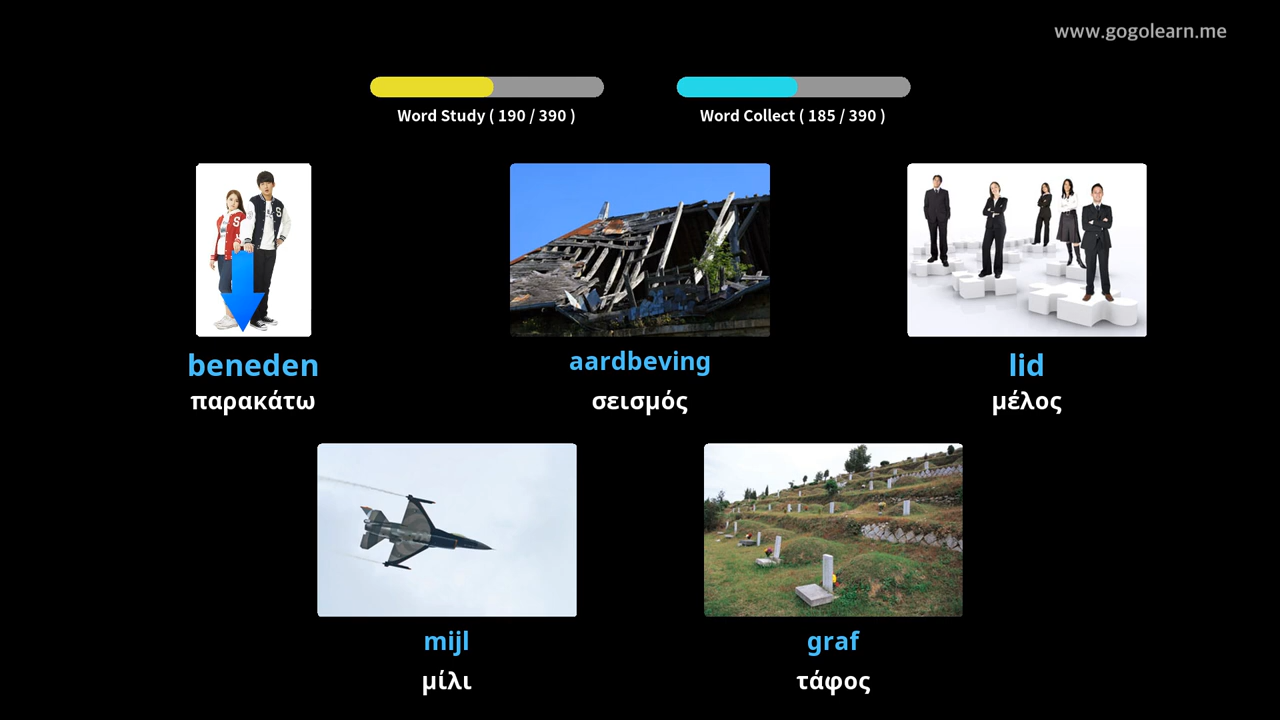 www.gogolearn.me
Word Study ( 190 / 390 )
Word Collect ( 185 / 390 )
beneden
παρακάτω
aardbeving
σεισμός
lid
μέλος
mijl
μίλι
graf
τάφος